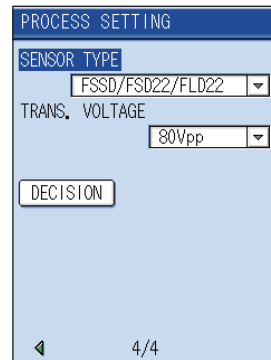 PROCESS SETTING
SENSOR TYPE
FSSD/FSD22/FLD22
TRANS. VOLTAGE
80Vpp
DECISION
4/4